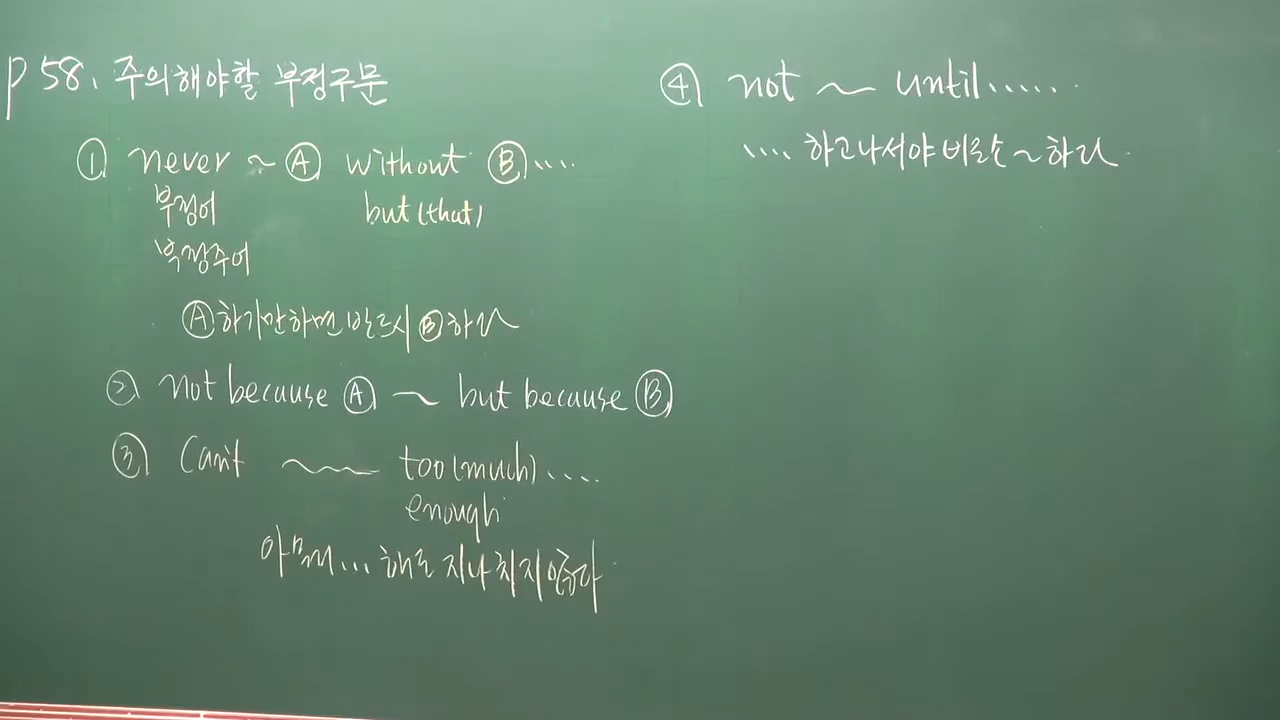 p 58. 주의해야할 부정구문
① never ~ Ⓐ without Ⓑ....
부정어 but (that)
부정주어
Ⓐ하기만하면 반드시 Ⓑ하다
② not because Ⓐ ~ but because Ⓑ
③ Can't ~ too (much) ....
enough
아무리... 해도 지나치지 않다
④ not ~ until ......
.... 하고나서야 비로소 ~ 하다